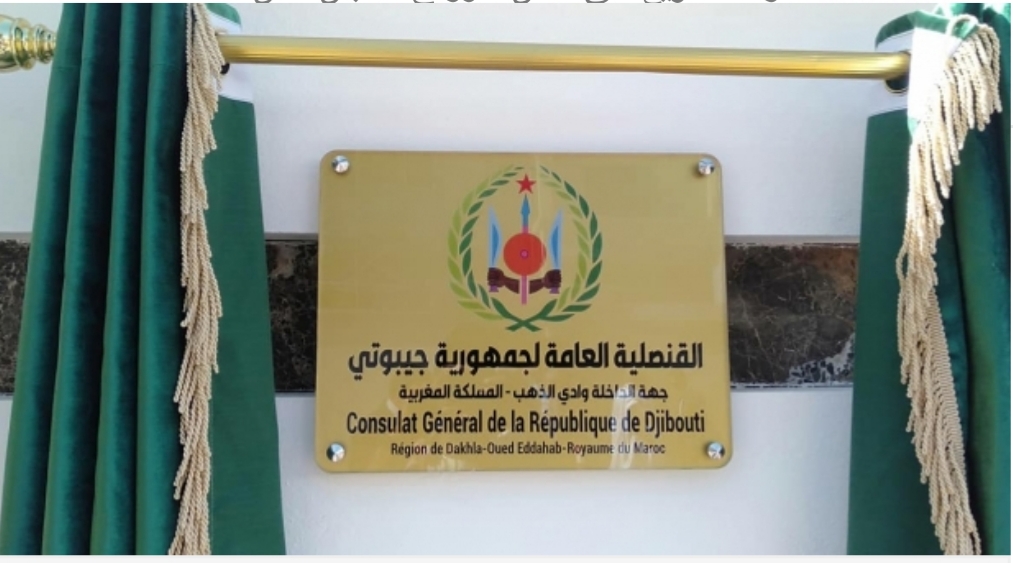 القنصلية العامة لجمهورية جيبوتي
جهة الداخلة وادي الذهب - المملكة المغربية
Consulat Général de la République de Djibouti
Région de Dakhla-Oued Eddahab-Royaume du Maroc